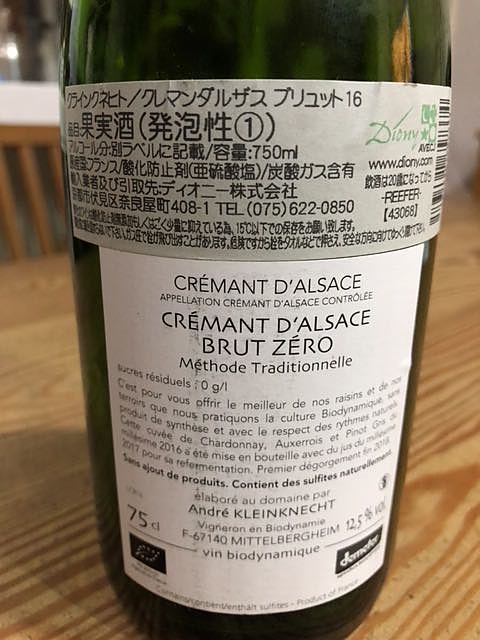 クラインクネヒト／クレマンダルザス ブリュット16
品目:果実酒(発泡性①)
アルコール分:別ラベルに記載/容量:750ml
原産国:フランス/酸化防止剤(亜硫酸塩)/炭酸ガス含有
輸入業者及び引取先:ディオニー株式会社
京都市伏見区奈良屋町408-1 TEL (075) 622-0850
Diony
AVEC
www.diony.com
飲酒は20歳になってから
-REEFER-
【43068】
CRÉMANT D'ALSACE
APPELLATION CRÉMANT D'ALSACE CONTRÔLÉE
CRÉMANT D'ALSACE
BRUT ZÉRO
Méthode Traditionnelle
sucres résiduels : 0 g/l
C'est pour vous offrir le meilleur de nos raisins et de nos
terroirs que nous pratiquons la culture Biodynamique, sans
produit de synthèse et avec le respect des rythmes naturels.
Cette cuvée de Chardonnay, Auxerrois et Pinot Gris du
millésime 2016 a été mise en bouteille avec du jus du millésime
2017 pour sa refermentation. Premier dégorgement fin 2018.
Sans ajout de produits. Contient des sulfites naturellement.
élaboré au domaine par
André KLEINKNECHT
Vigneron en Biodynamie
F-67140 MITTELBERGHEIM
75 cl
12,5 % vol.
vin biodynamique
demeter
Contains/contient/enthält sulfites - Product of France